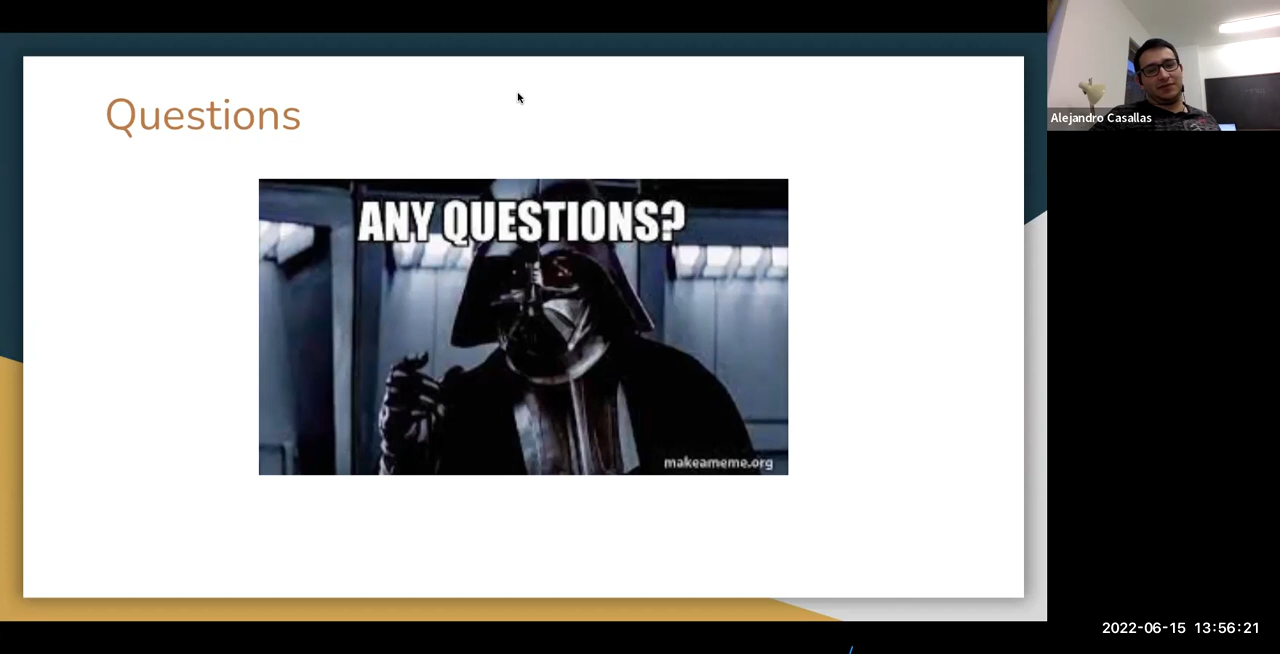 Questions
ANY QUESTIONS?
makeameme.org
Alejandro Casallas
2022-06-15 13:56:21